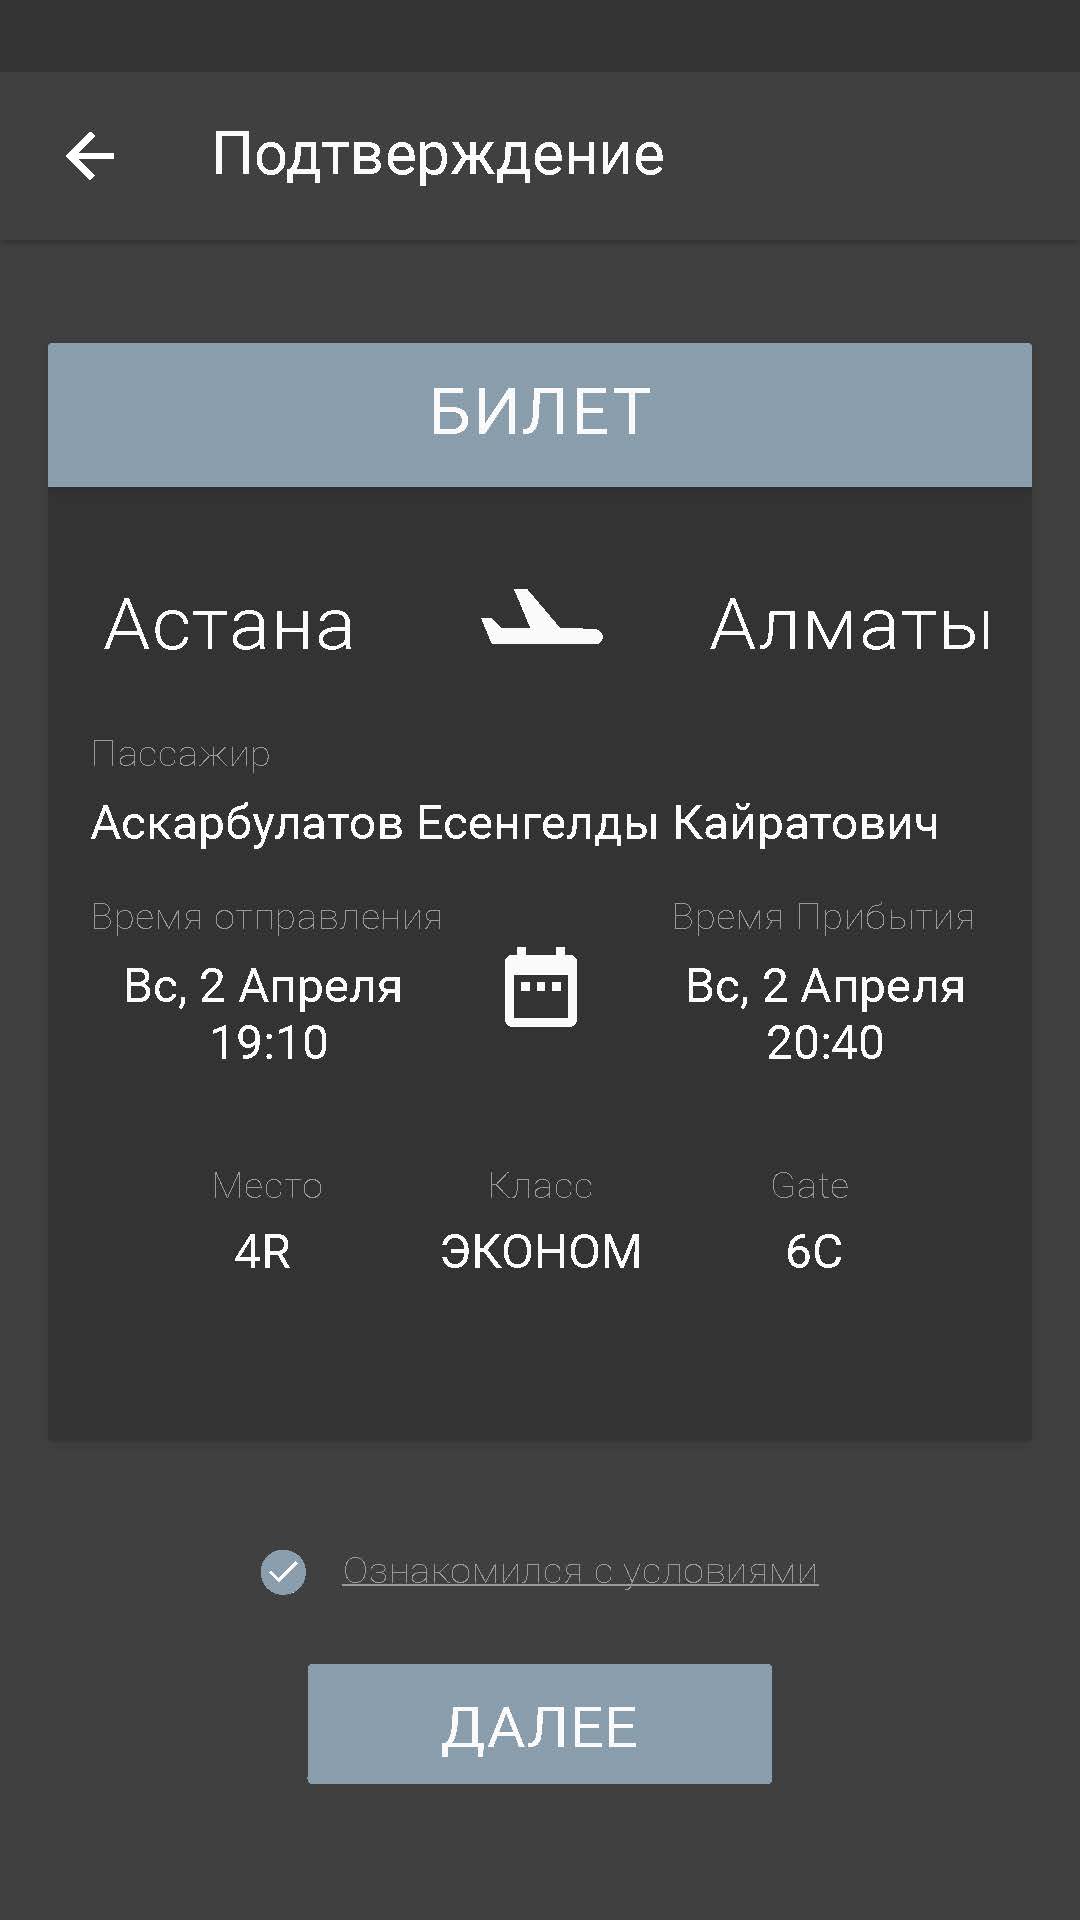 Подтверждение
БИЛЕТ
Астана Алматы
Пассажир
Аскарбулатов Есенгелды Кайратович
Время отправления Время Прибытия
Вс, 2 Апреля Вс, 2 Апреля
19:10 20:40
Место Класс Gate
4R ЭКОНОМ 6C
Ознакомился с условиями
ДАЛЕЕ